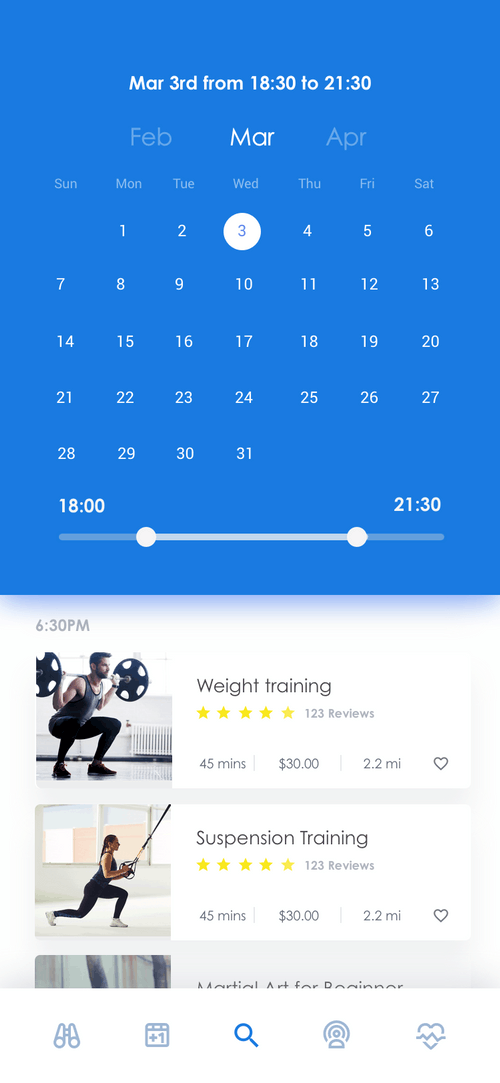 Mar 3rd from 18:30 to 21:30
Feb Mar Apr
Sun Mon Tue Wed Thu Fri Sat
1 2 3 4 5 6
7 8 9 10 11 12 13
14 15 16 17 18 19 20
21 22 23 24 25 26 27
28 29 30 31
18:00 21:30
6:30PM
Weight training
123 Reviews
45 mins $30.00 2.2 mi
Suspension Training
123 Reviews
45 mins $30.00 2.2 mi
Martial Art for Beginner
+1